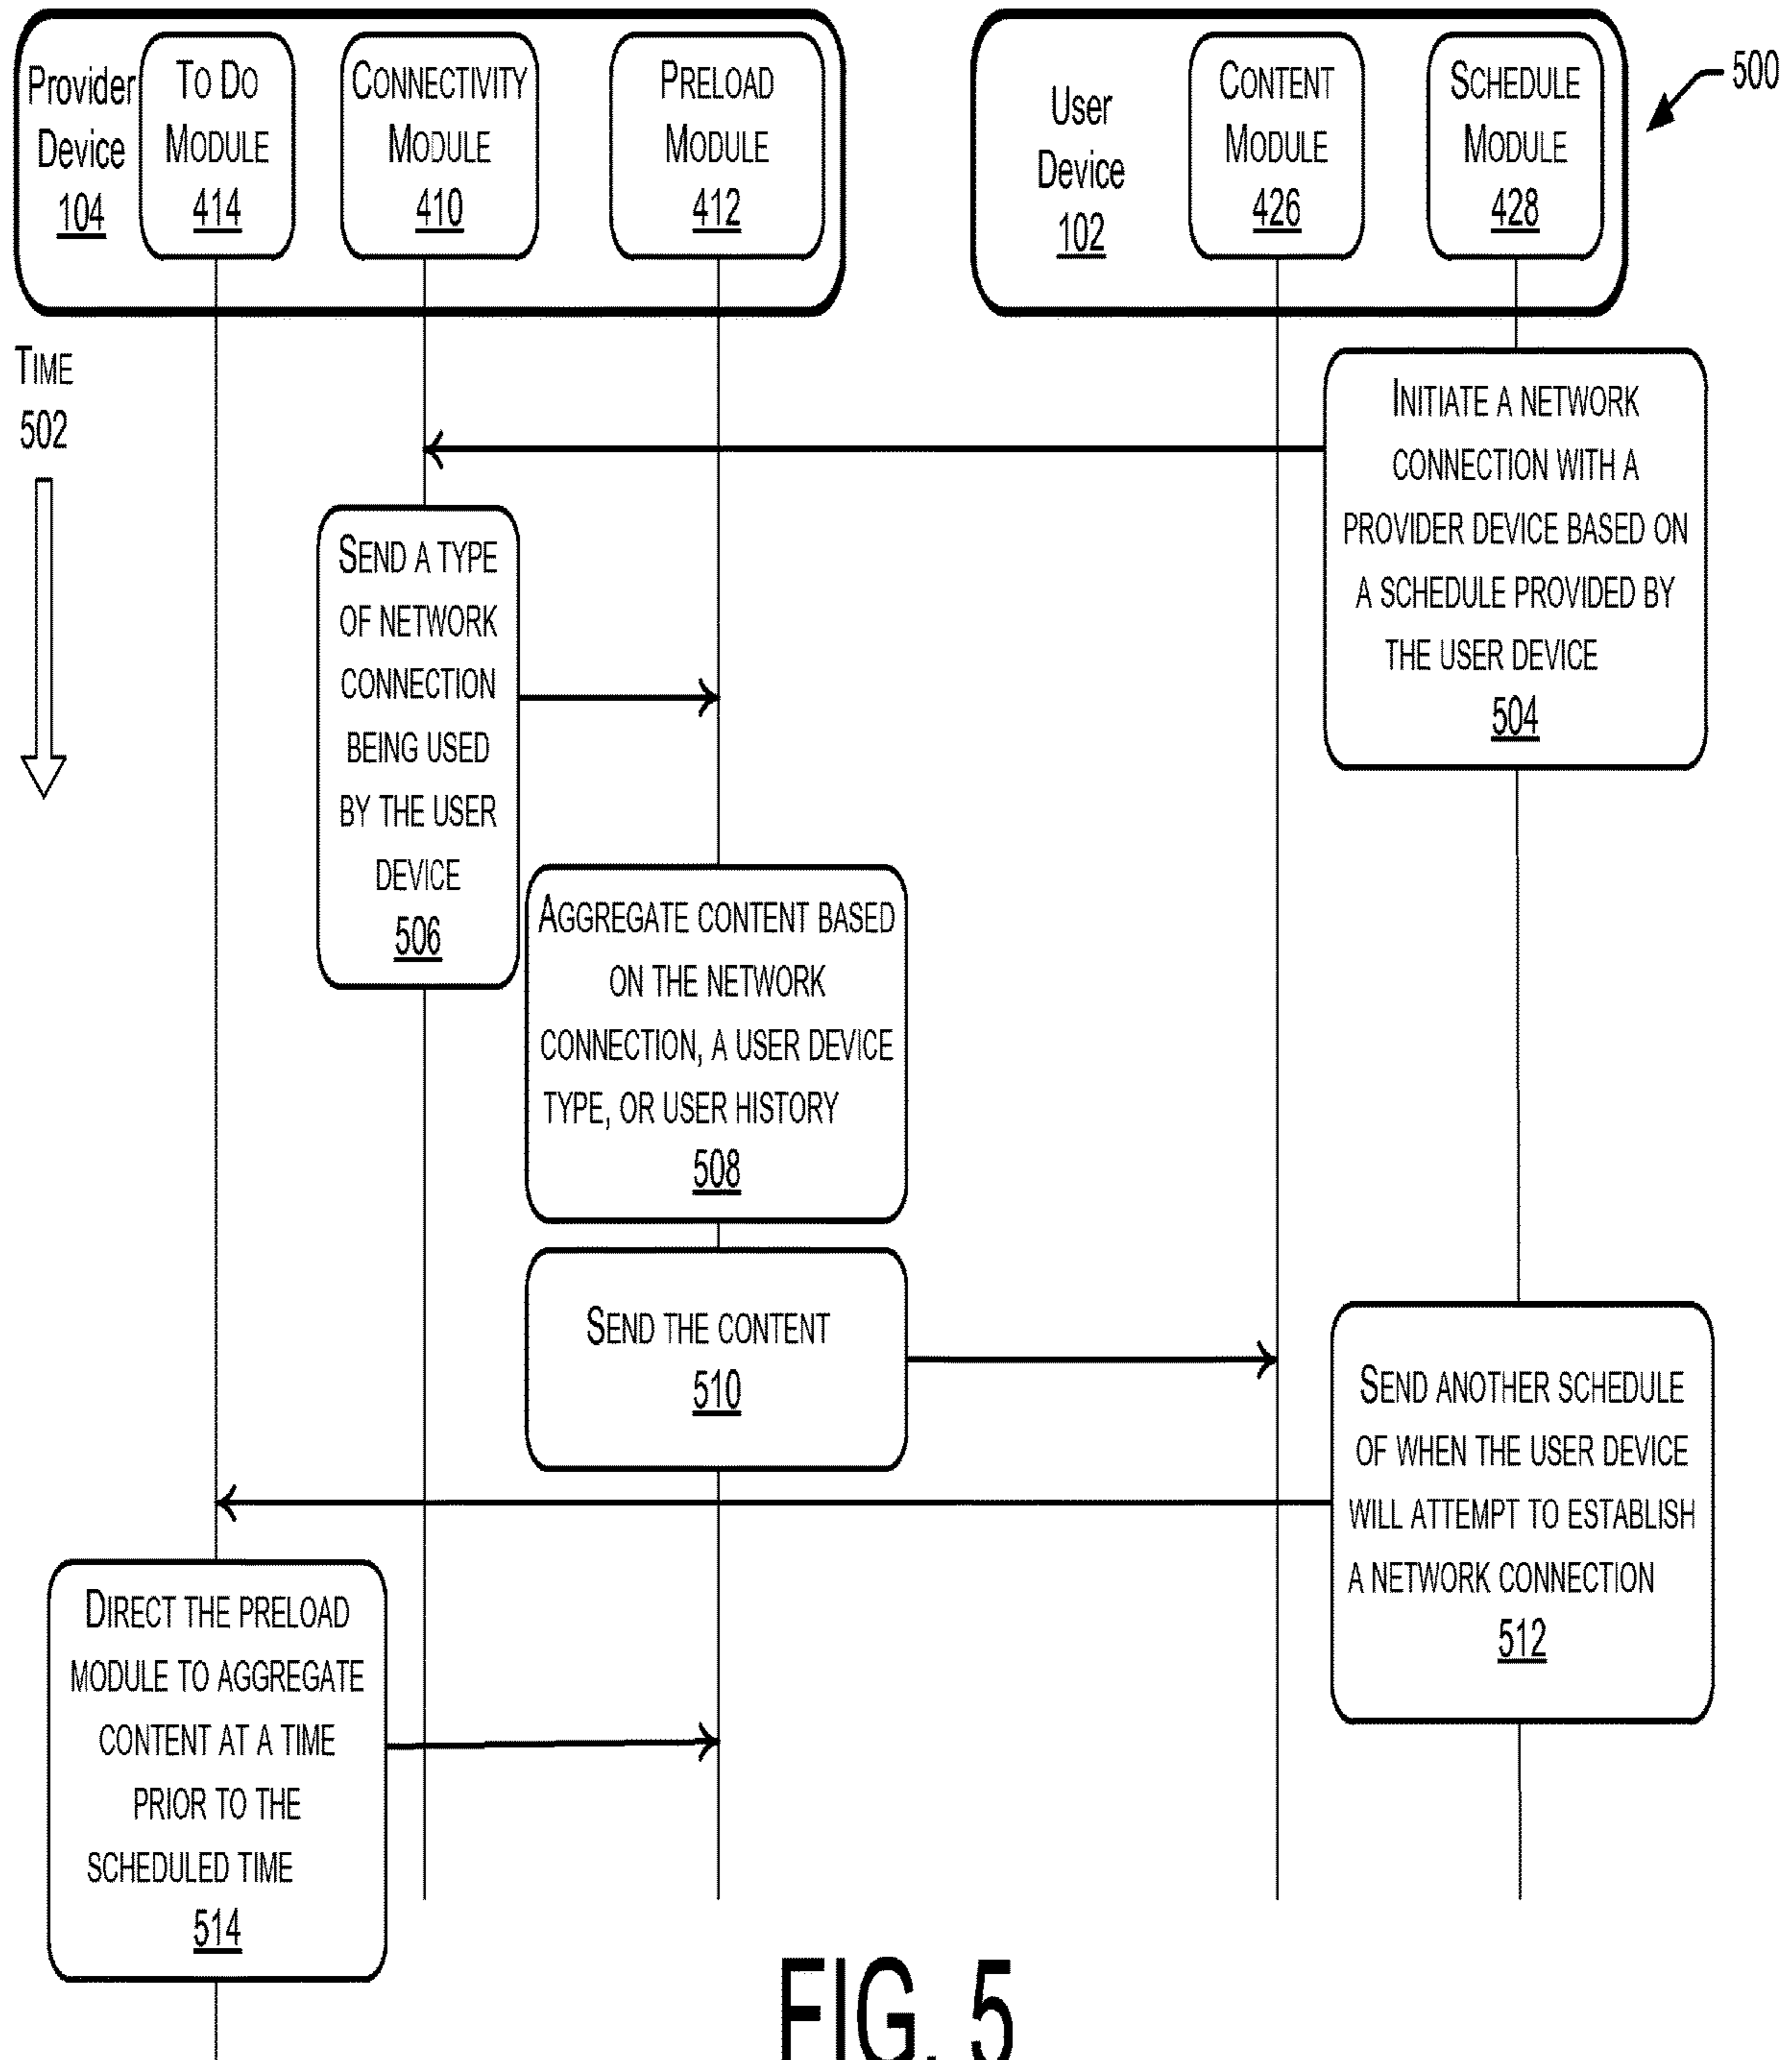 Provider
Device
104
TO DO
MODULE
414
CONNECTIVITY
MODULE
410
PRELOAD
MODULE
412
User
Device
102
CONTENT
MODULE
426
SCHEDULE
MODULE
428
500
TIME
502
INITIATE A NETWORK
CONNECTION WITH A
PROVIDER DEVICE BASED ON
A SCHEDULE PROVIDED BY
THE USER DEVICE
504
SEND A TYPE
OF NETWORK
CONNECTION
BEING USED
BY THE USER
DEVICE
506
AGGREGATE CONTENT BASED
ON THE NETWORK
CONNECTION, A USER DEVICE
TYPE, OR USER HISTORY
508
SEND THE CONTENT
510
SEND ANOTHER SCHEDULE
OF WHEN THE USER DEVICE
WILL ATTEMPT TO ESTABLISH
A NETWORK CONNECTION
512
DIRECT THE PRELOAD
MODULE TO AGGREGATE
CONTENT AT A TIME
PRIOR TO THE
SCHEDULED TIME
514
FIG. 5